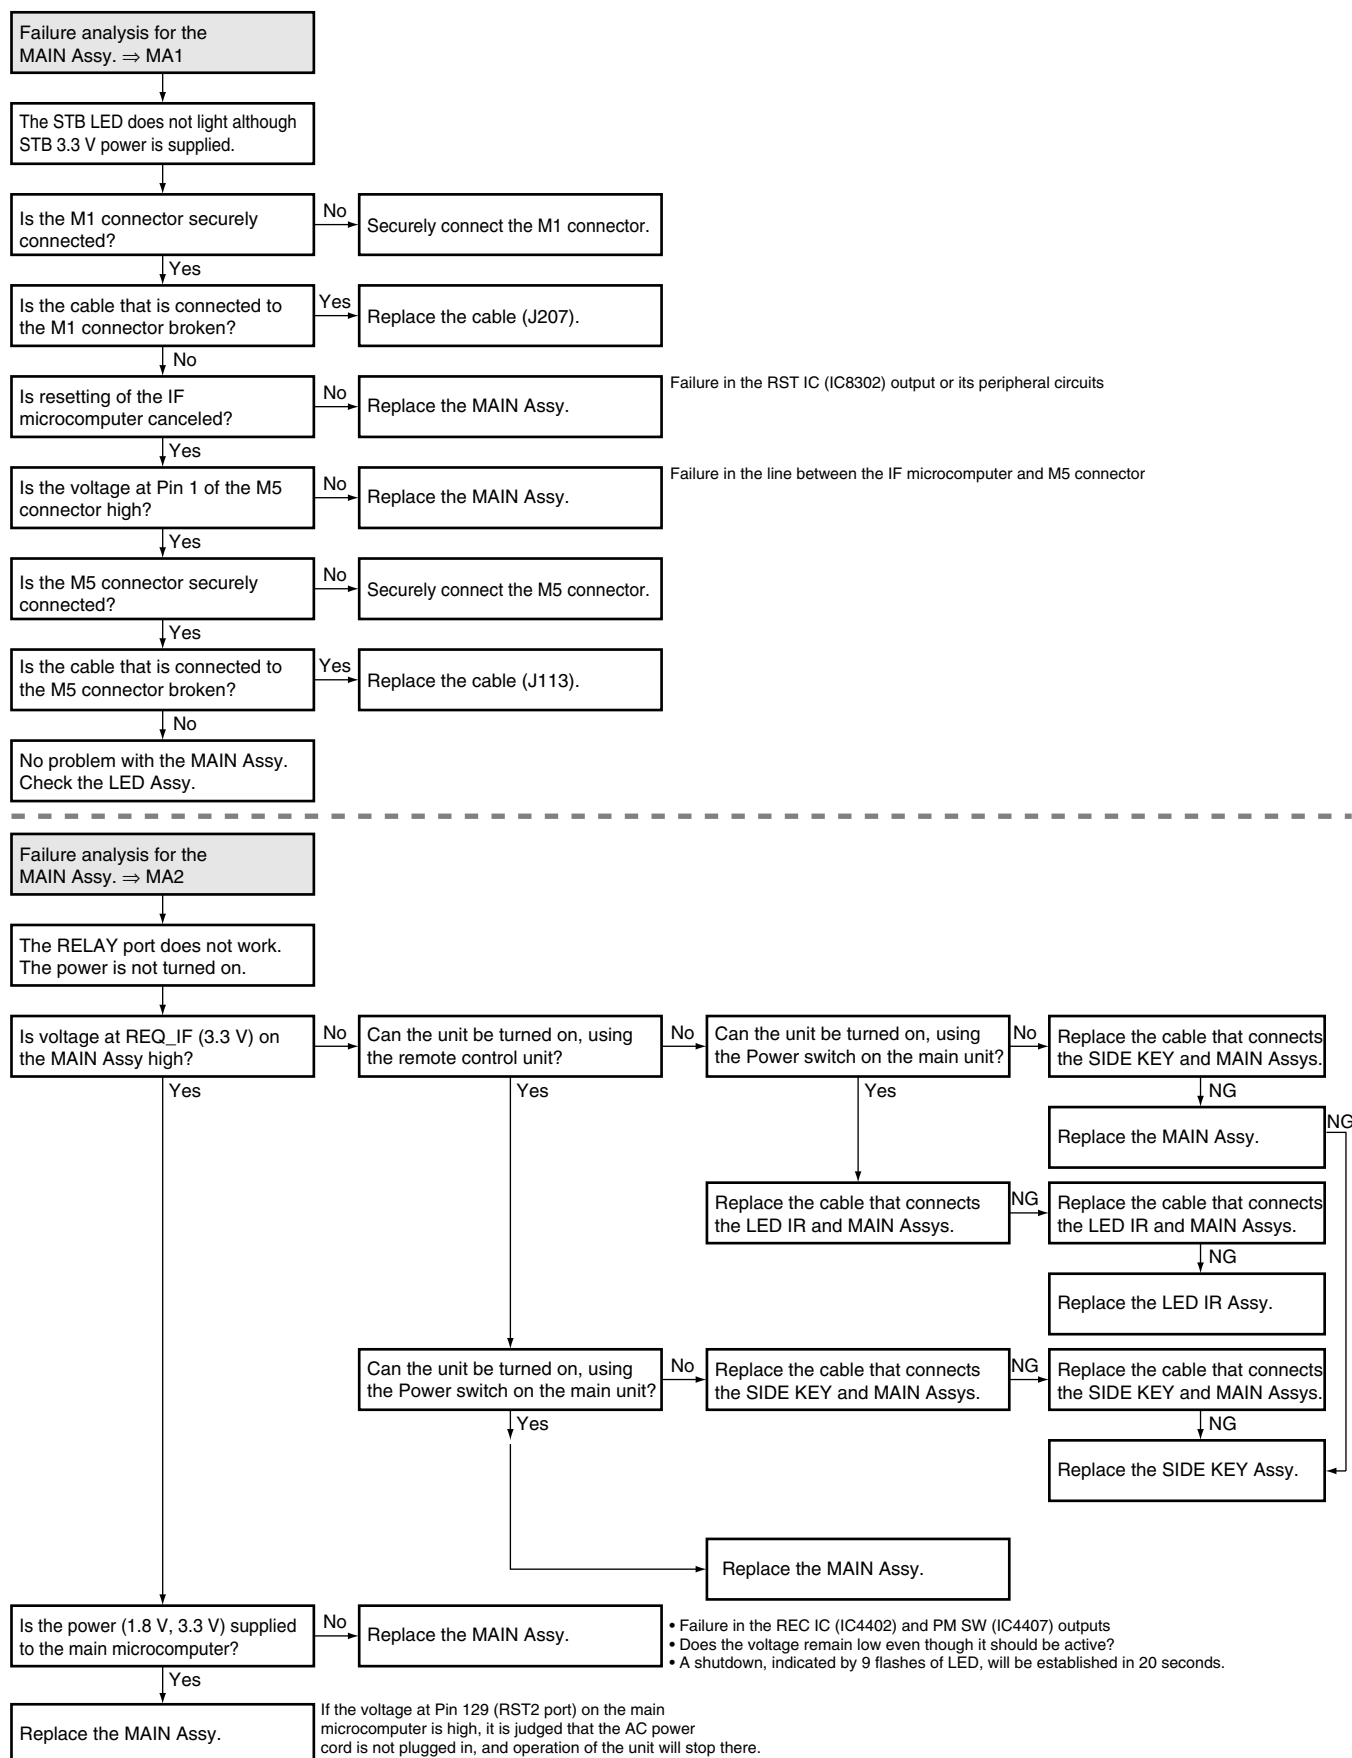 Failure analysis for the
MAIN Assy. ⇒ MA1
The STB LED does not light although
STB 3.3 V power is supplied.
Is the M1 connector securely
connected?
No
Securely connect the M1 connector.
Yes
Is the cable that is connected to
the M1 connector broken?
Yes
Replace the cable (J207).
No
Is resetting of the IF
microcomputer canceled?
No
Replace the MAIN Assy.
Failure in the RST IC (IC8302) output or its peripheral circuits
Yes
Is the voltage at Pin 1 of the M5
connector high?
No
Replace the MAIN Assy.
Failure in the line between the IF microcomputer and M5 connector
Yes
Is the M5 connector securely
connected?
No
Securely connect the M5 connector.
Yes
Is the cable that is connected to
the M5 connector broken?
Yes
Replace the cable (J113).
No
No problem with the MAIN Assy.
Check the LED Assy.
Failure analysis for the
MAIN Assy. ⇒ MA2
The RELAY port does not work.
The power is not turned on.
Is voltage at REQ_IF (3.3 V) on
the MAIN Assy high?
No
Can the unit be turned on, using
the remote control unit?
No
Can the unit be turned on, using
the Power switch on the main unit?
No
Replace the cable that connects
the SIDE KEY and MAIN Assys.
Yes
Yes
Yes
NG
Replace the MAIN Assy.
NG
Replace the cable that connects
the LED IR and MAIN Assys.
NG
Replace the cable that connects
the LED IR and MAIN Assys.
NG
Replace the LED IR Assy.
Can the unit be turned on, using
the Power switch on the main unit?
No
Replace the cable that connects
the SIDE KEY and MAIN Assys.
NG
Replace the cable that connects
the SIDE KEY and MAIN Assys.
Yes
NG
Replace the SIDE KEY Assy.
Replace the MAIN Assy.
Is the power (1.8 V, 3.3 V) supplied
to the main microcomputer?
No
Replace the MAIN Assy.
• Failure in the REC IC (IC4402) and PM SW (IC4407) outputs
• Does the voltage remain low even though it should be active?
• A shutdown, indicated by 9 flashes of LED, will be established in 20 seconds.
Yes
Replace the MAIN Assy.
If the voltage at Pin 129 (RST2 port) on the main
microcomputer is high, it is judged that the AC power
cord is not plugged in, and operation of the unit will stop there.